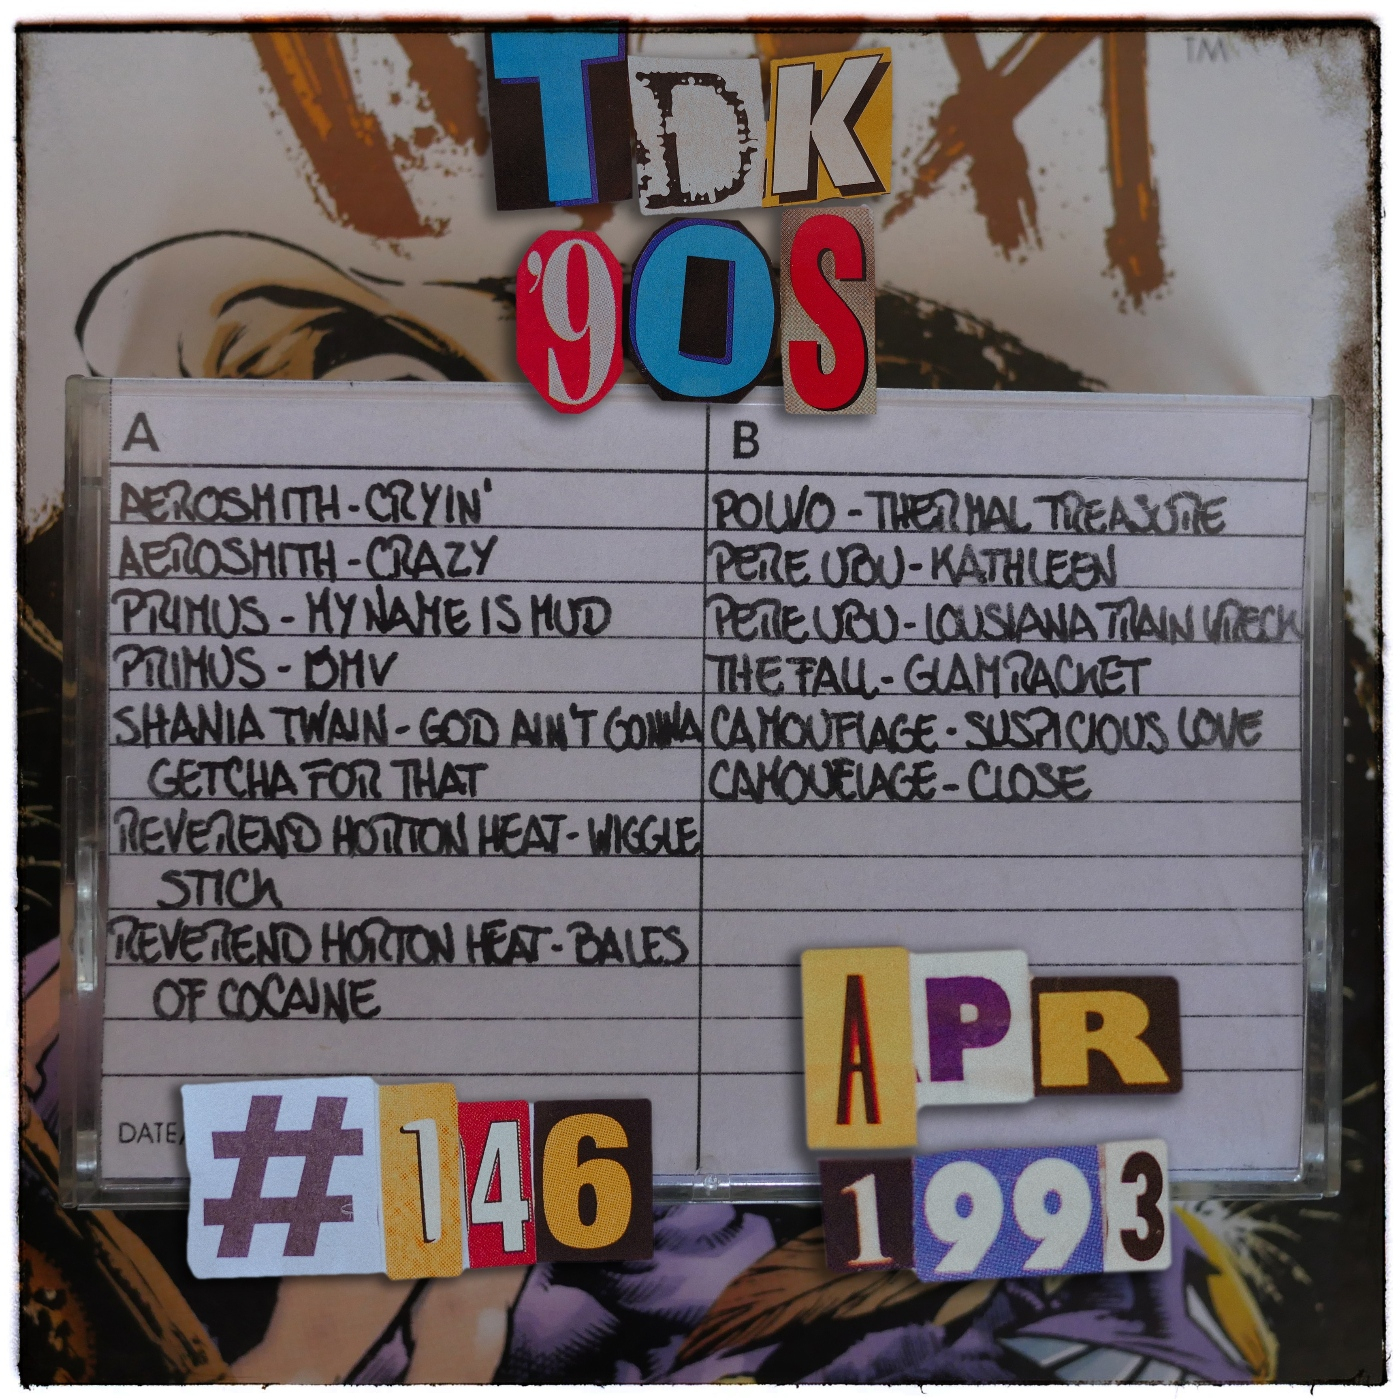 TM
TDK
'90S
A
AEROSMITH - CRYIN'
AEROSMITH - CRAZY
PRIMUS - MY NAME IS MUD
PRIMUS - BMV
SHANIA TWAIN - GOD AIN'T GONNA
GETCHA FOR THAT
REVEREND HORTON HEAT - WIGGLE
STICK
REVEREND HORTON HEAT - BALES
OF COCAINE
DATE/
#146
B
POLVO - THERMAL TREASURE
PERE UBU - KATHLEEN
PERE UBU - LOUSIANA TRAIN WRECK
THE FALL - GLAM RACKET
CAMOUFLAGE - SUSPICIOUS LOVE
CAMOUFLAGE - CLOSE
APR
1993